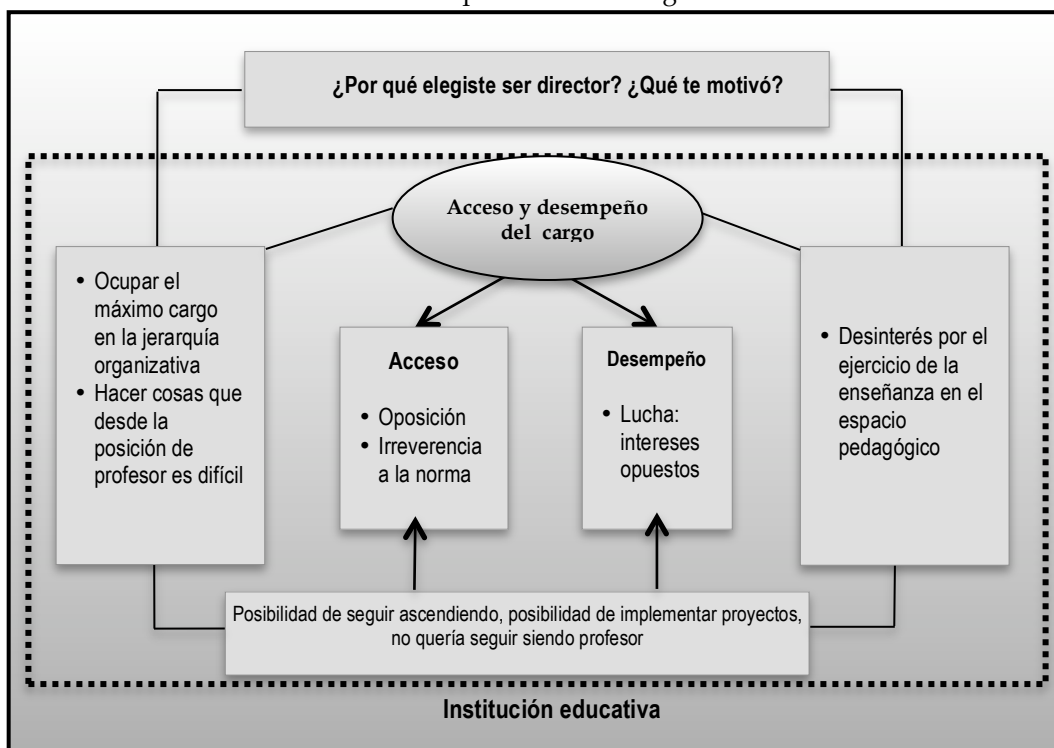 ¿Por qué elegiste ser director? ¿Qué te motivó?
Acceso y desempeño
del cargo
• Ocupar el
máximo cargo
en la jerarquía
organizativa
• Hacer cosas que
desde la
posición de
profesor es difícil
Acceso
• Oposición
• Irreverencia
a la norma
Desempeño
• Lucha:
intereses
opuestos
• Desinterés por el
ejercicio de la
enseñanza en el
espacio
pedagógico
Posibilidad de seguir ascendiendo, posibilidad de implementar proyectos,
no quería seguir siendo profesor
Institución educativa